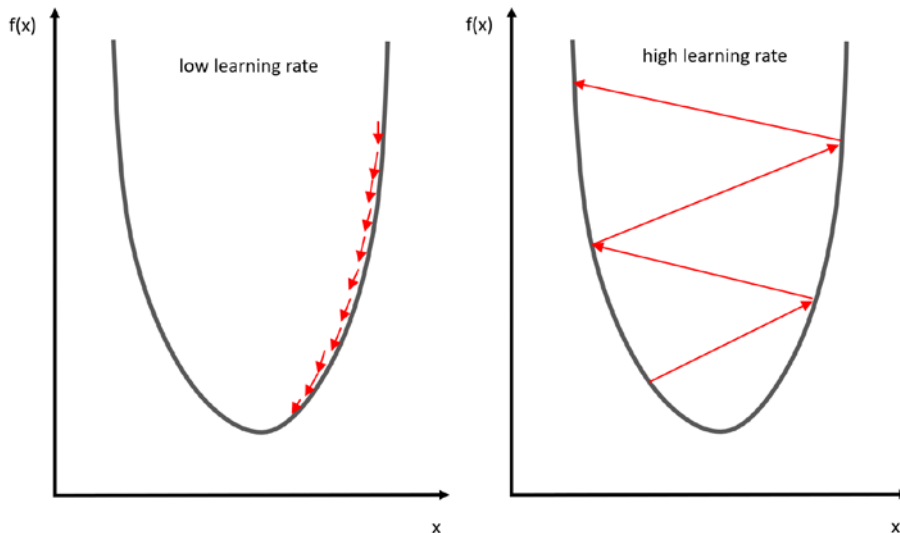 f(x)
low learning rate
x
f(x)
high learning rate
x